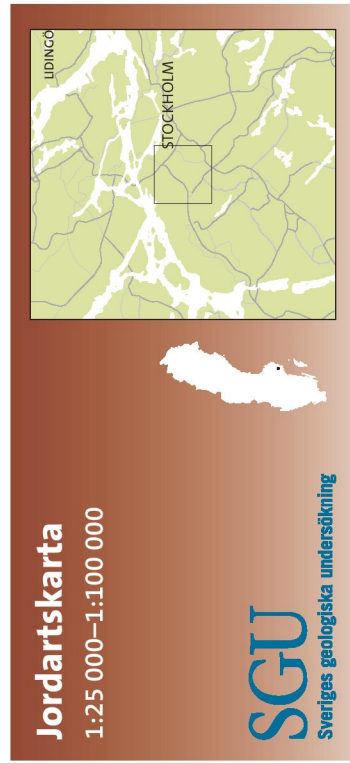 Jordartskarta
1:25 000–1:100 000
SGU
Sveriges geologiska undersökning
LIDINGÖ
STOCKHOLM